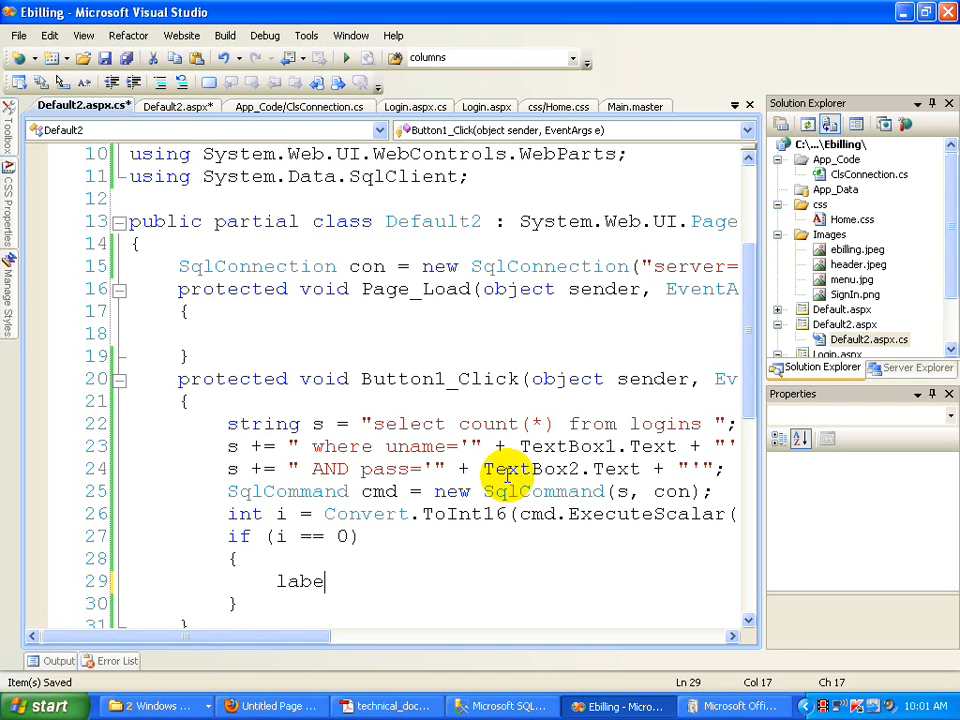 Ebilling - Microsoft Visual Studio
File Edit View Refactor Website Build Debug Tools Window Help
columns
Default2.aspx.cs* Default2.aspx* App_Code/ClsConnection.cs Login.aspx.cs Login.aspx css/Home.css Main.master
Default2 Button1_Click(object sender, EventArgs e)
10 using System.Web.UI.WebControls.WebParts;
11 using System.Data.SqlClient;
12
13 public partial class Default2 : System.Web.UI.Page
14 {
15 SqlConnection con = new SqlConnection("server=
16 protected void Page_Load(object sender, EventA
17 {
18
19 }
20 protected void Button1_Click(object sender, Ev
21 {
22 string s = "select count(*) from logins ";
23 s += " where uname='" + TextBox1.Text + "'
24 s += " AND pass='" + TextBox2.Text + "'";
25 SqlCommand cmd = new SqlCommand(s, con);
26 int i = Convert.ToInt16(cmd.ExecuteScalar(
27 if (i == 0)
28 {
29 labe
30 }
31 }
Toolbox
CSS Properties
Manage Styles
Solution Explorer
C:\...\Ebilling\
App_Code
ClsConnection.cs
App_Data
css
Home.css
Images
ebilling.jpeg
header.jpeg
menu.jpg
SignIn.png
Default.aspx
Default2.aspx
Default2.aspx.cs
Login.aspx
Solution Explorer Server Explorer
Properties
Output Error List
Item(s) Saved Ln 29 Col 17 Ch 17
start 2 Windows ... Untitled Page ... technical_doc... Microsoft SQL... Ebilling - Micro... Microsoft Offi... 10:01 AM